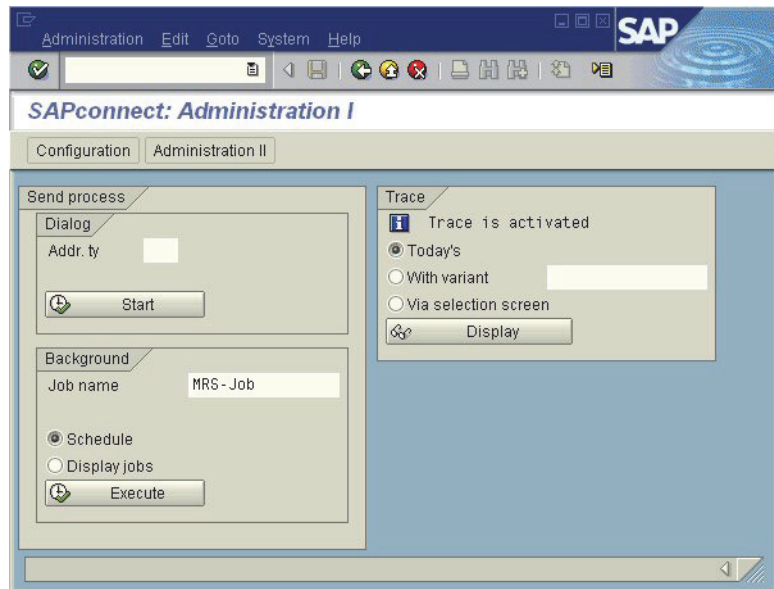 Administration Edit Goto System Help
SAP
SAPconnect: Administration I
Configuration Administration II
Send process
Dialog
Addr. ty
Start
Background
Job name MRS-Job
Schedule
Display jobs
Execute
Trace
Trace is activated
Today's
With variant
Via selection screen
Display